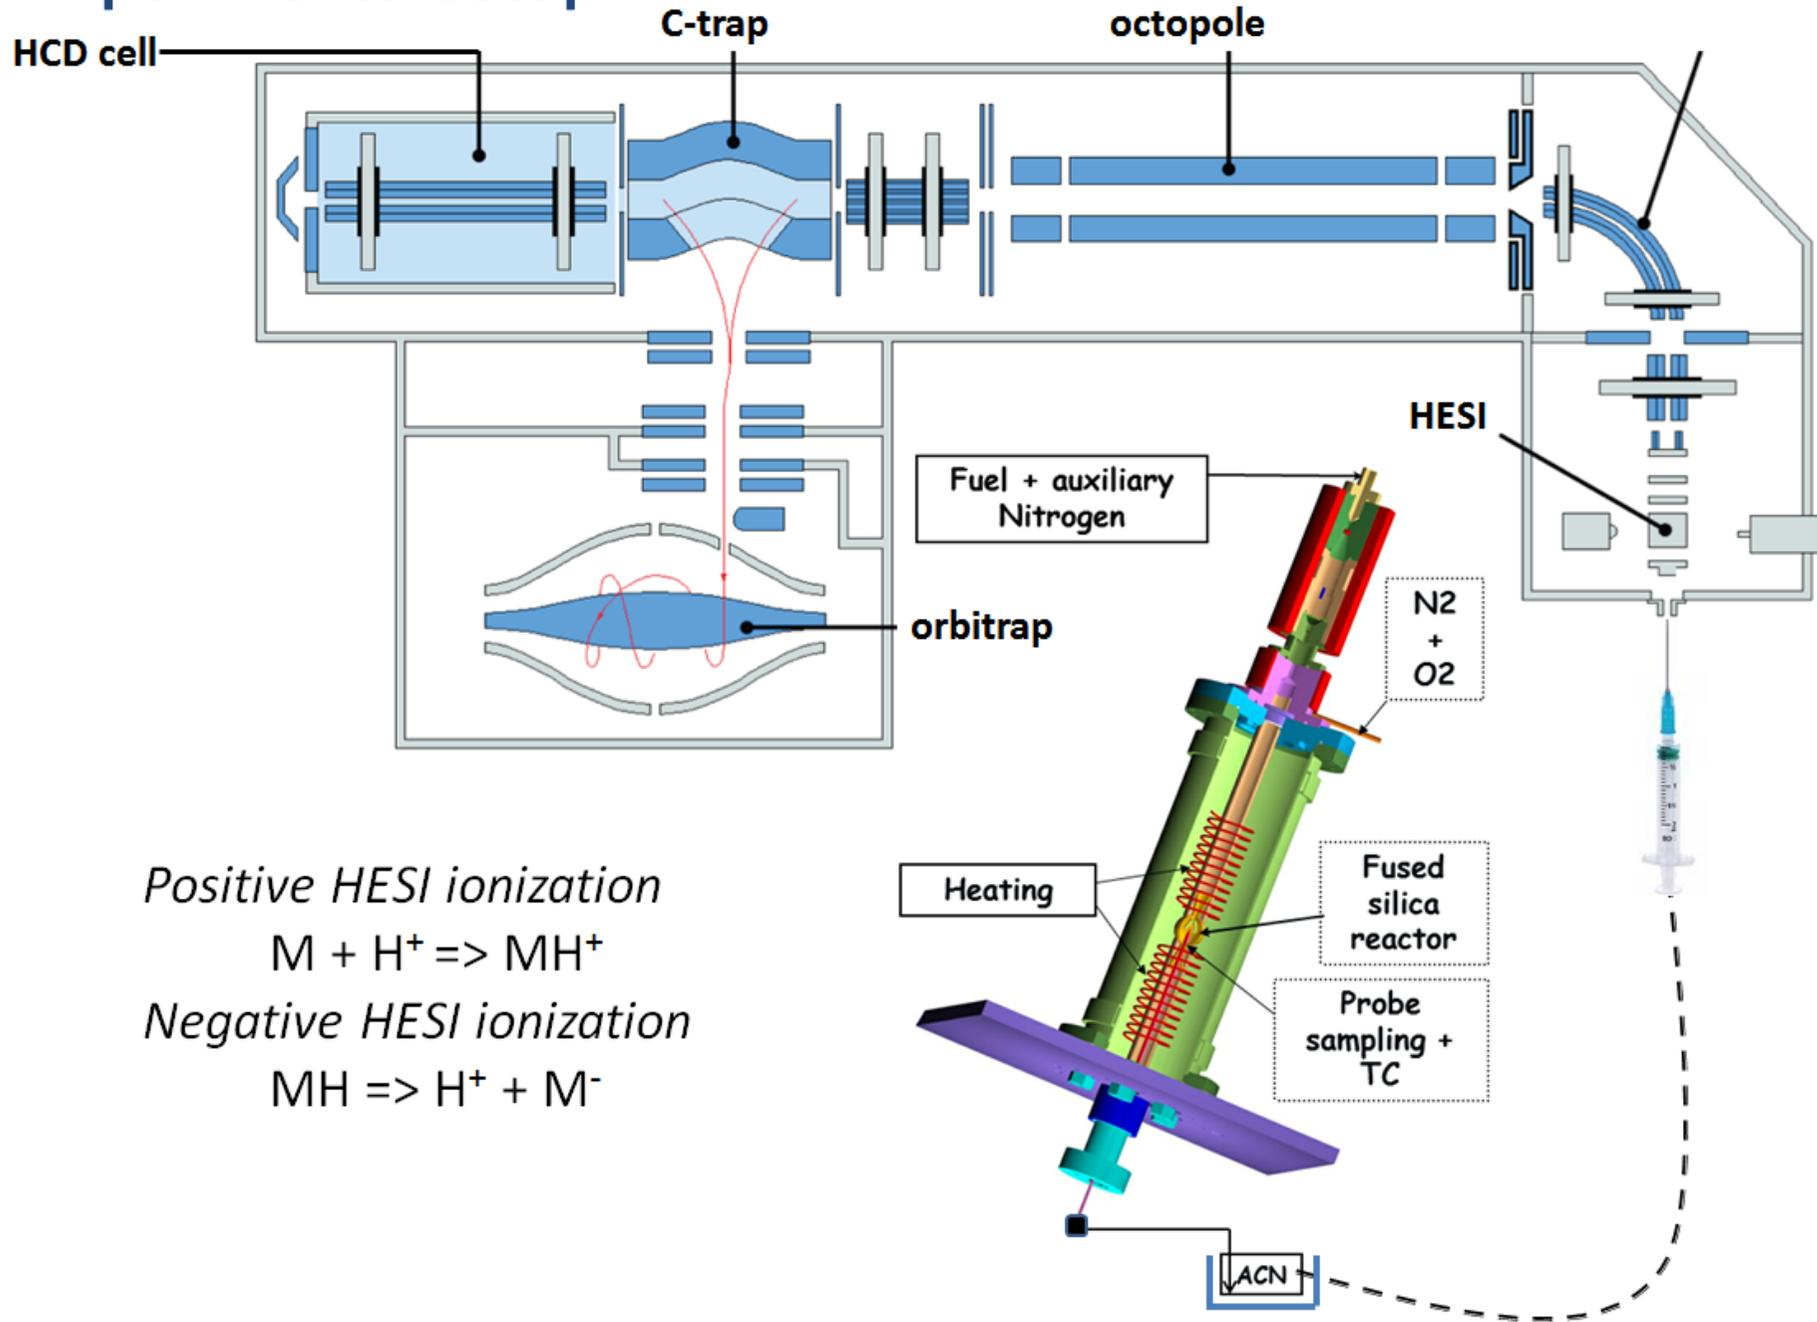 C-trap
octopole
HCD cell
HESI
Fuel + auxiliary
Nitrogen
N2
+
O2
orbitrap
Positive HESI ionization
M + H⁺ => MH⁺
Negative HESI ionization
MH => H⁺ + M⁻
Heating
Fused
silica
reactor
Probe
sampling +
TC
ACN